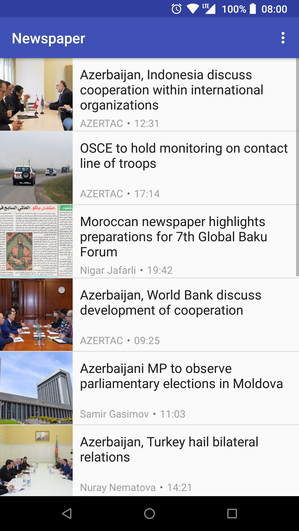 LTE 100% 08:00
Newspaper
Azerbaijan, Indonesia discuss
cooperation within international
organizations
AZERTAC • 12:31
OSCE to hold monitoring on contact
line of troops
AZERTAC • 17:14
Moroccan newspaper highlights
preparations for 7th Global Baku
Forum
Nigar Jafarli • 19:42
Azerbaijan, World Bank discuss
development of cooperation
AZERTAC • 09:25
Azerbaijani MP to observe
parliamentary elections in Moldova
Samir Gasimov • 11:03
Azerbaijan, Turkey hail bilateral
relations
Nuray Nematova • 14:21